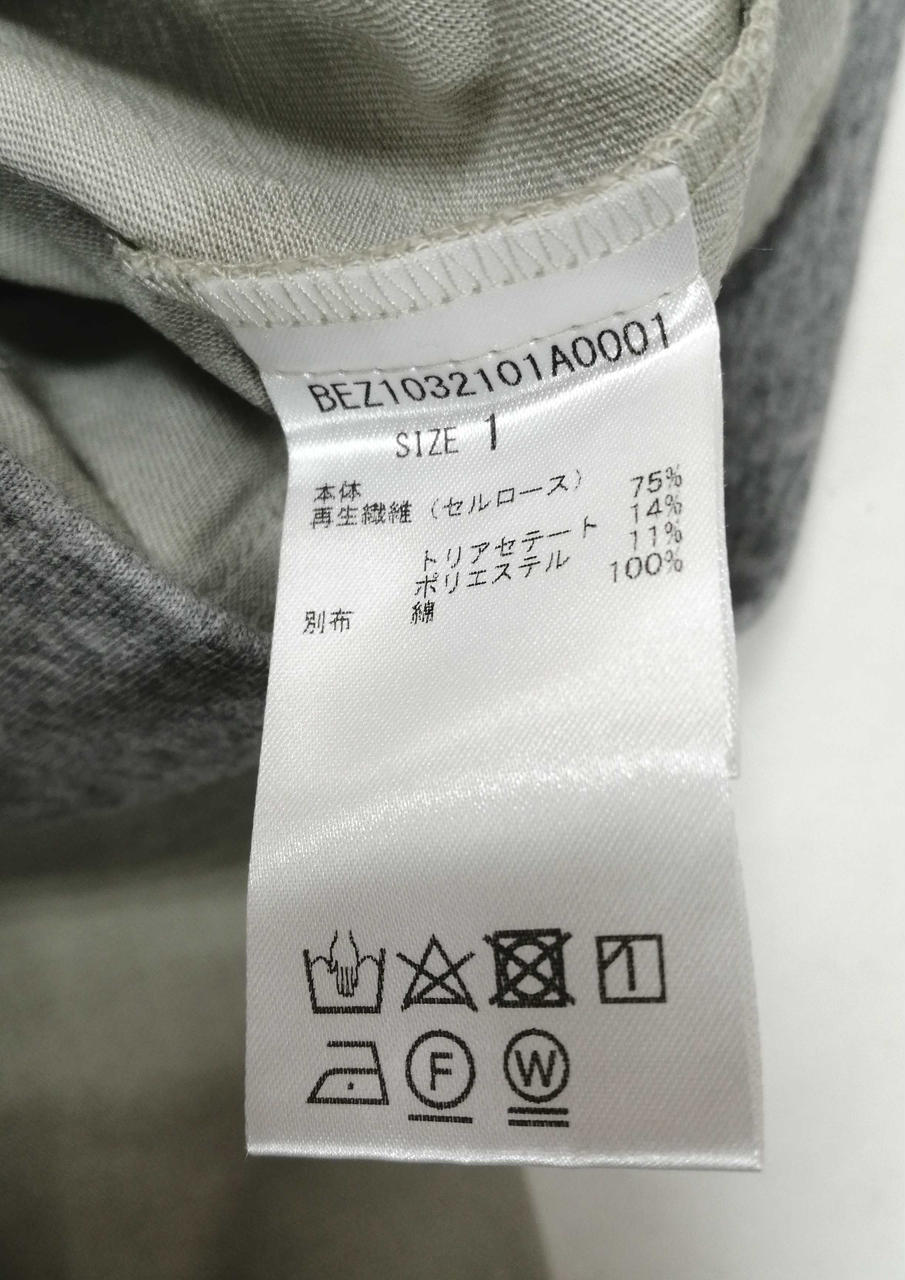 BEZ1032101A0001
SIZE 1
本体
再生繊維（セルロース） 75%
トリアセテート 14%
ポリエステル 11%
別布 綿 100%
F W